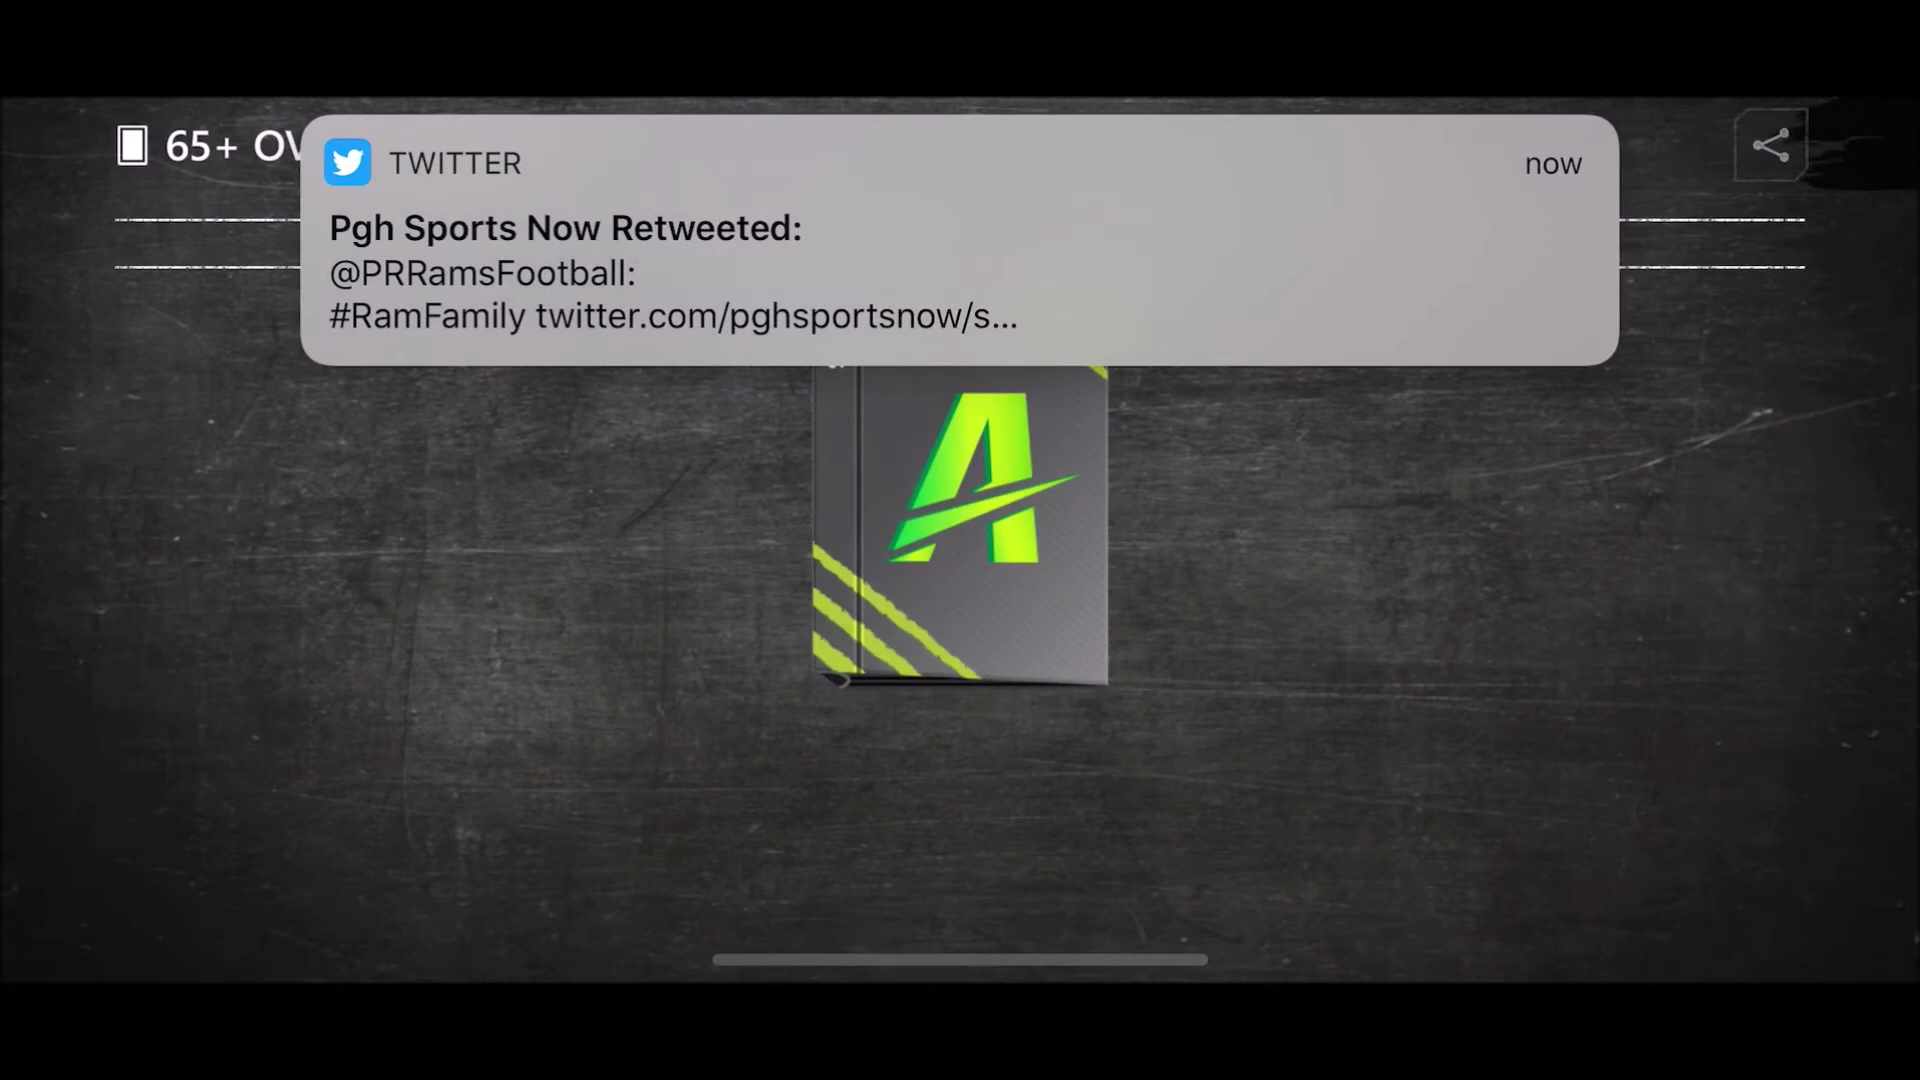 65+ OV
TWITTER
now
Pgh Sports Now Retweeted:
@PRRamsFootball:
#RamFamily twitter.com/pghsportsnow/s...
A